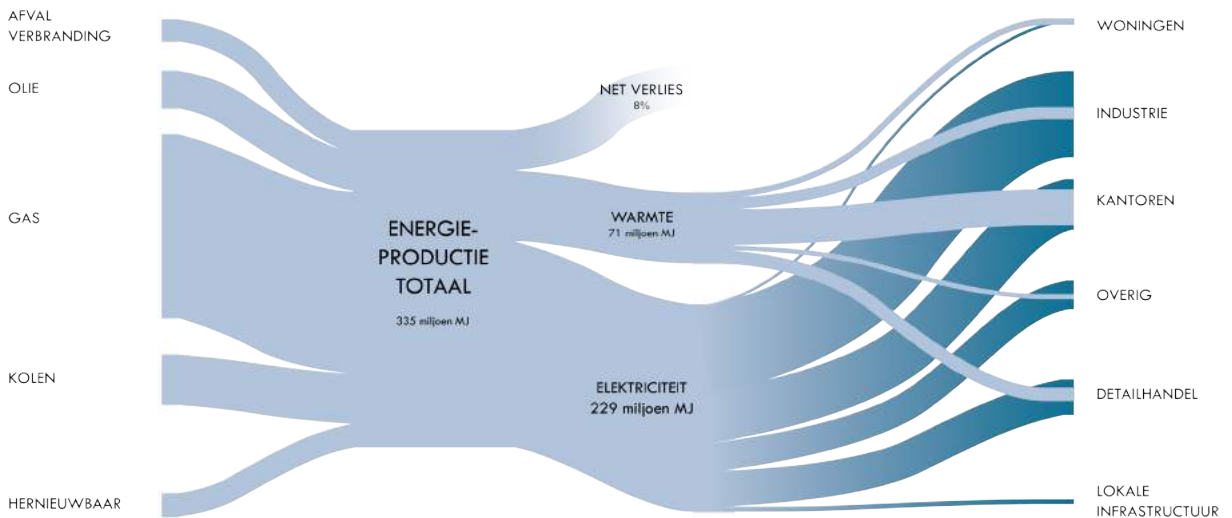 AFVAL
VERBRANDING
OLIE
GAS
KOLEN
HERNIEUWBAAR
ENERGIE-
PRODUCTIE
TOTAAL
335 miljoen MJ
NET VERLIES
8%
WARMTE
71 miljoen MJ
ELEKTRICITEIT
229 miljoen MJ
WONINGEN
INDUSTRIE
KANTOREN
OVERIG
DETAILHANDEL
LOKALE
INFRASTRUCTUUR